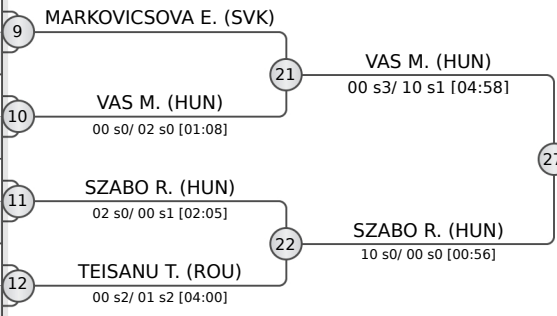 9
MARKOVICSOVA E. (SVK)
21
VAS M. (HUN)
00 s3/ 10 s1 [04:58]
10
VAS M. (HUN)
00 s0/ 02 s0 [01:08]
27
11
SZABO R. (HUN)
02 s0/ 00 s1 [02:05]
22
SZABO R. (HUN)
10 s0/ 00 s0 [00:56]
12
TEISANU T. (ROU)
00 s2/ 01 s2 [04:00]